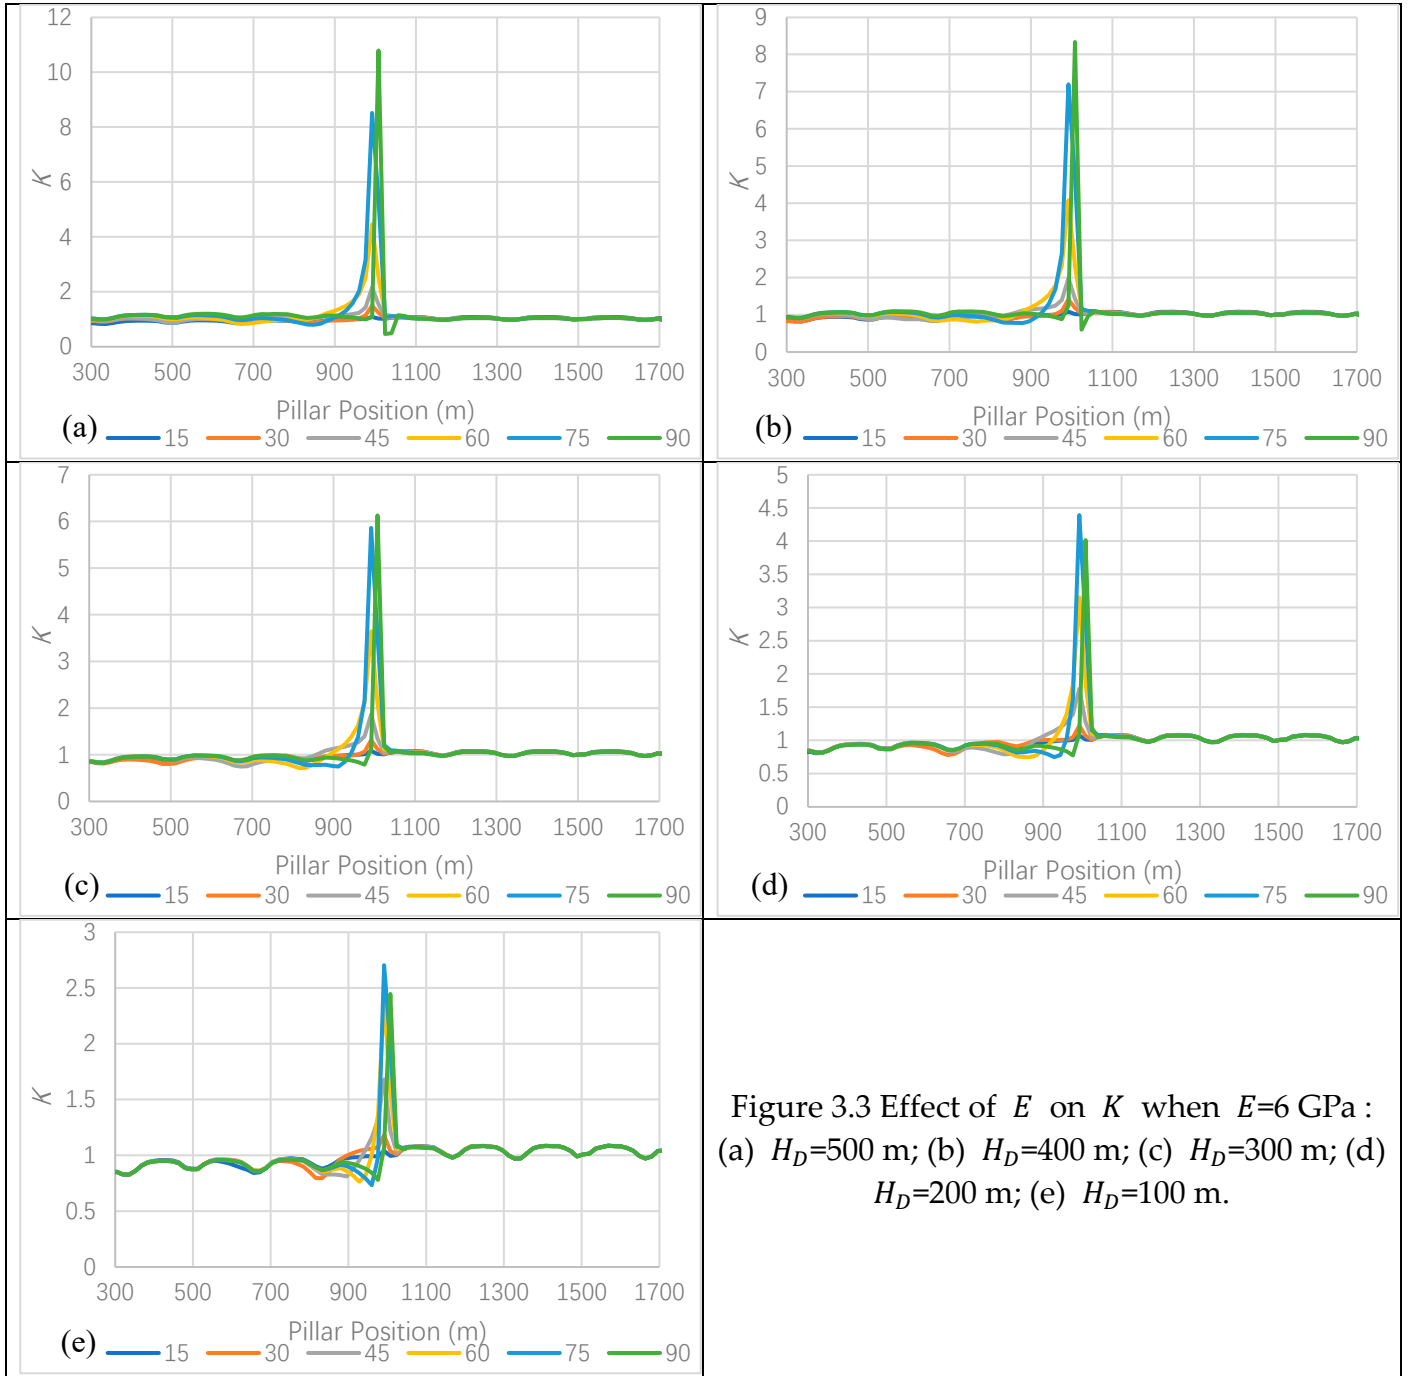 12
10
8
6
4
2
0
K
300 500 700 900 1100 1300 1500 1700
Pillar Position (m)
(a) 15 30 45 60 75 90
9
8
7
6
5
4
3
2
1
0
K
300 500 700 900 1100 1300 1500 1700
Pillar Position (m)
(b) 15 30 45 60 75 90
7
6
5
4
3
2
1
0
K
300 500 700 900 1100 1300 1500 1700
Pillar Position (m)
(c) 15 30 45 60 75 90
5
4.5
4
3.5
3
2.5
2
1.5
1
0.5
0
K
300 500 700 900 1100 1300 1500 1700
Pillar Position (m)
(d) 15 30 45 60 75 90
3
2.5
2
1.5
1
0.5
0
K
300 500 700 900 1100 1300 1500 1700
Pillar Position (m)
(e) 15 30 45 60 75 90
Figure 3.3 Effect of E on K when E=6 GPa :
(a) H_D=500 m; (b) H_D=400 m; (c) H_D=300 m; (d)
H_D=200 m; (e) H_D=100 m.